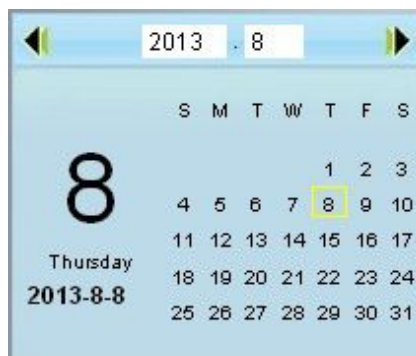 2013 . 8
S M T W T F S
1 2 3
4 5 6 7 8 9 10
11 12 13 14 15 16 17
18 19 20 21 22 23 24
25 26 27 28 29 30 31
8
Thursday
2013-8-8